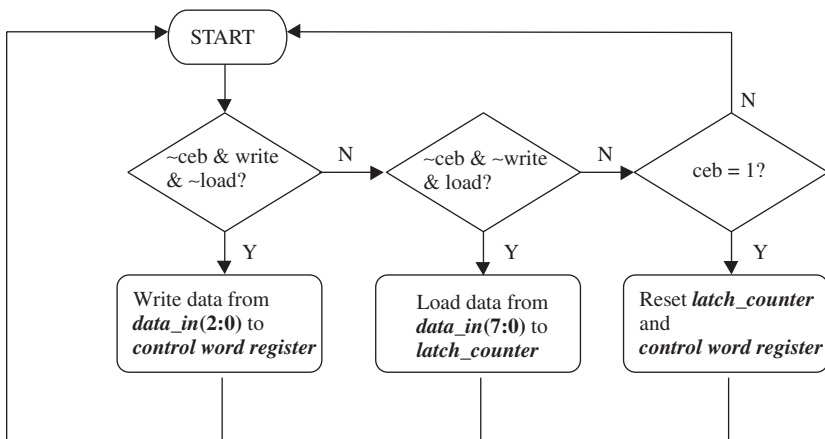 START
~ceb & write
& ~load?
N
~ceb & ~write
& load?
N
ceb = 1?
N
Y
Y
Y
Write data from
data_in(2:0) to
control word register
Load data from
data_in(7:0) to
latch_counter
Reset latch_counter
and
control word register